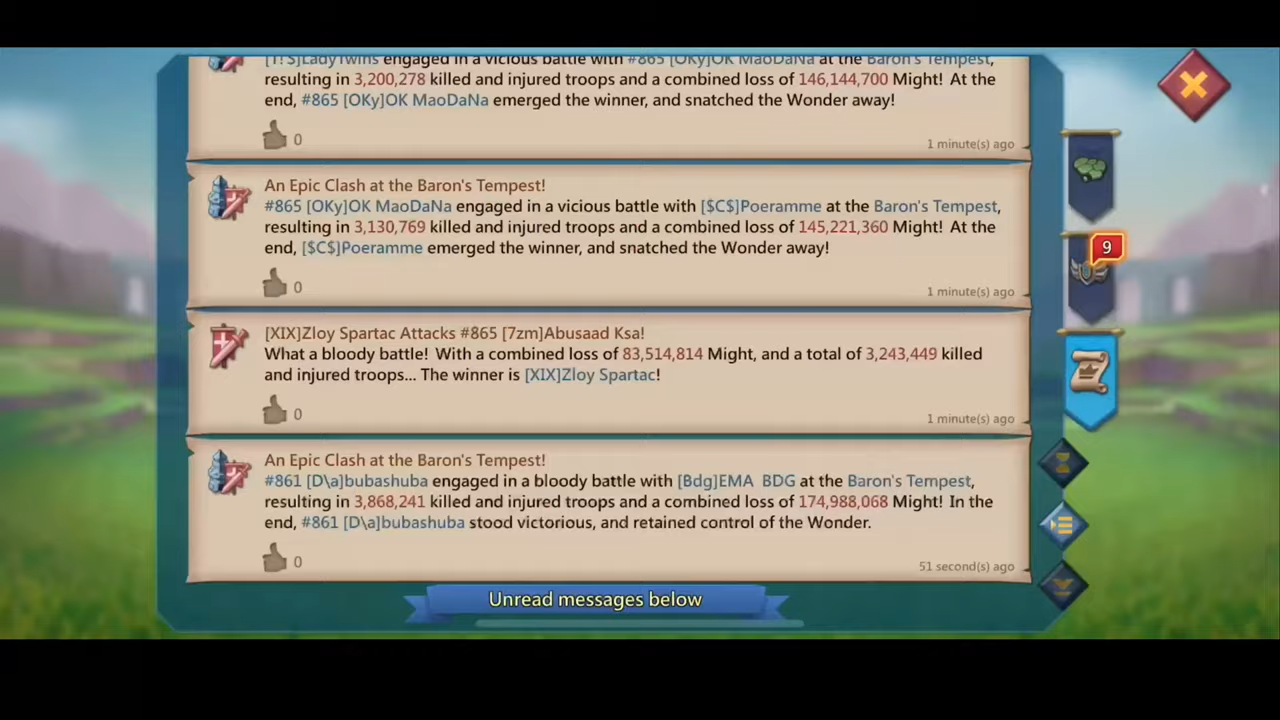 [T!S]LadyTwins engaged in a vicious battle with #865 [OKy]OK MaoDaNa at the Baron's Tempest,
resulting in 3,200,278 killed and injured troops and a combined loss of 146,144,700 Might! At the
end, #865 [OKy]OK MaoDaNa emerged the winner, and snatched the Wonder away!
0
1 minute(s) ago
An Epic Clash at the Baron's Tempest!
#865 [OKy]OK MaoDaNa engaged in a vicious battle with [$C$]Poeramme at the Baron's Tempest,
resulting in 3,130,769 killed and injured troops and a combined loss of 145,221,360 Might! At the
end, [$C$]Poeramme emerged the winner, and snatched the Wonder away!
0
1 minute(s) ago
[XIX]Zloy Spartac Attacks #865 [7zm]Abusaad Ksa!
What a bloody battle! With a combined loss of 83,514,814 Might, and a total of 3,243,449 killed
and injured troops... The winner is [XIX]Zloy Spartac!
0
1 minute(s) ago
An Epic Clash at the Baron's Tempest!
#861 [D\a]bubashuba engaged in a bloody battle with [Bdg]EMA BDG at the Baron's Tempest,
resulting in 3,868,241 killed and injured troops and a combined loss of 174,988,068 Might! In the
end, #861 [D\a]bubashuba stood victorious, and retained control of the Wonder.
0
51 second(s) ago
Unread messages below
9